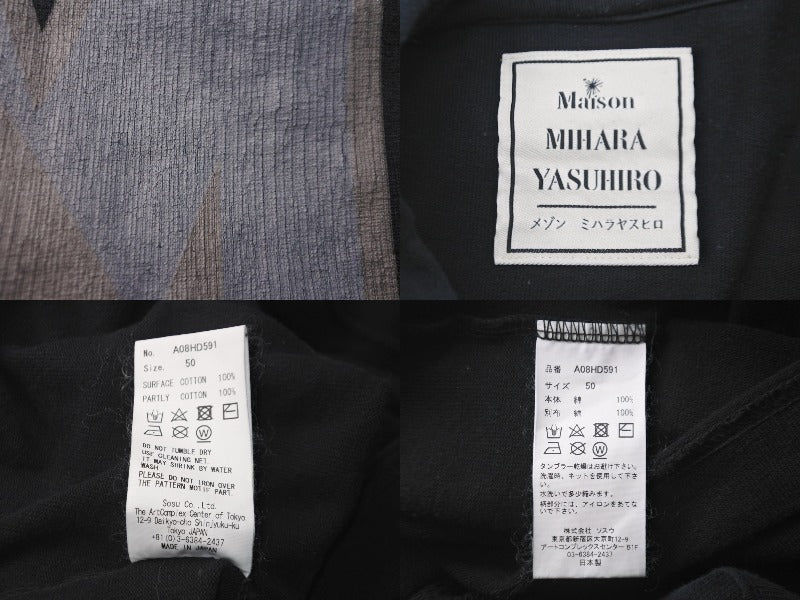 Maison
MIHARA
YASUHIRO
メゾン ミハラヤスヒロ
No. A08HD591
Size. 50
SURFACE COTTON 100%
PARTLY COTTON 100%
DO NOT TUMBLE DRY
USE CLEANING NET.
IT MAY SHRINK BY WATER
WASH
PLEASE DO NOT IRON OVER
THE PATTERN MOTIF PART.
Sosu Co.,Ltd.
The ArtComplex Center of Tokyo
12-9 Daikyo-cho Shinjyuku-ku
Tokyo JAPAN
+81(0)3-6384-2437
MADE IN JAPAN
品番 A08HD591
サイズ 50
本体 綿 100%
別布 綿 100%
タンブラー乾燥はお避け下さい。
洗濯時、ネットを使用して下さい。
水洗いで多少縮みます。
柄部分には、アイロンをあてな
いで下さい。
株式会社 ソスウ
東京都新宿区大京町12-9
アートコンプレックスセンター B1F
03-6384-2437
日本製